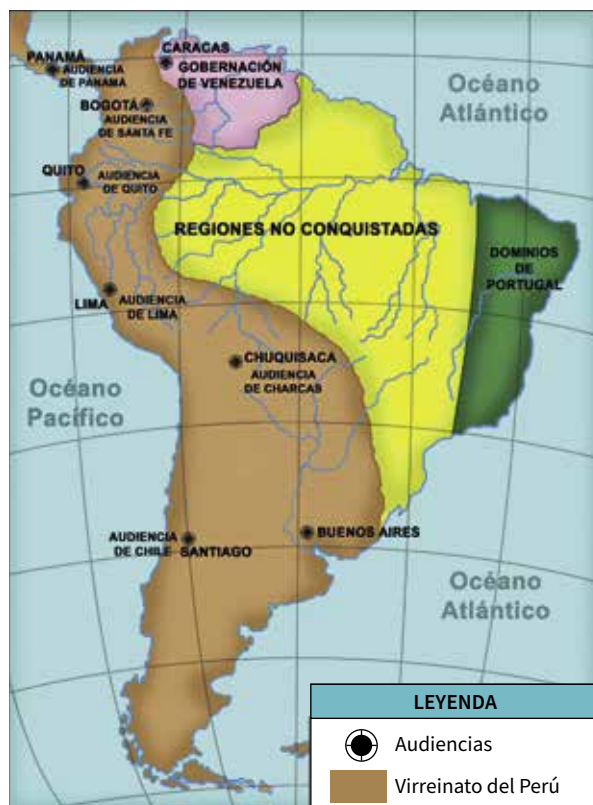 PANAMÁ
AUDIENCIA
DE PANAMÁ
CARACAS
GOBERNACIÓN
DE VENEZUELA
BOGOTÁ
AUDIENCIA
DE SANTA FE
Océano
Atlántico
QUITO
AUDIENCIA
DE QUITO
REGIONES NO CONQUISTADAS
DOMINIOS
DE
PORTUGAL
LIMA
AUDIENCIA
DE LIMA
CHUQUISACA
AUDIENCIA
DE CHARCAS
Océano
Pacífico
AUDIENCIA
DE CHILE SANTIAGO
BUENOS AIRES
Océano
Atlántico
LEYENDA
Audiencias
Virreinato del Perú